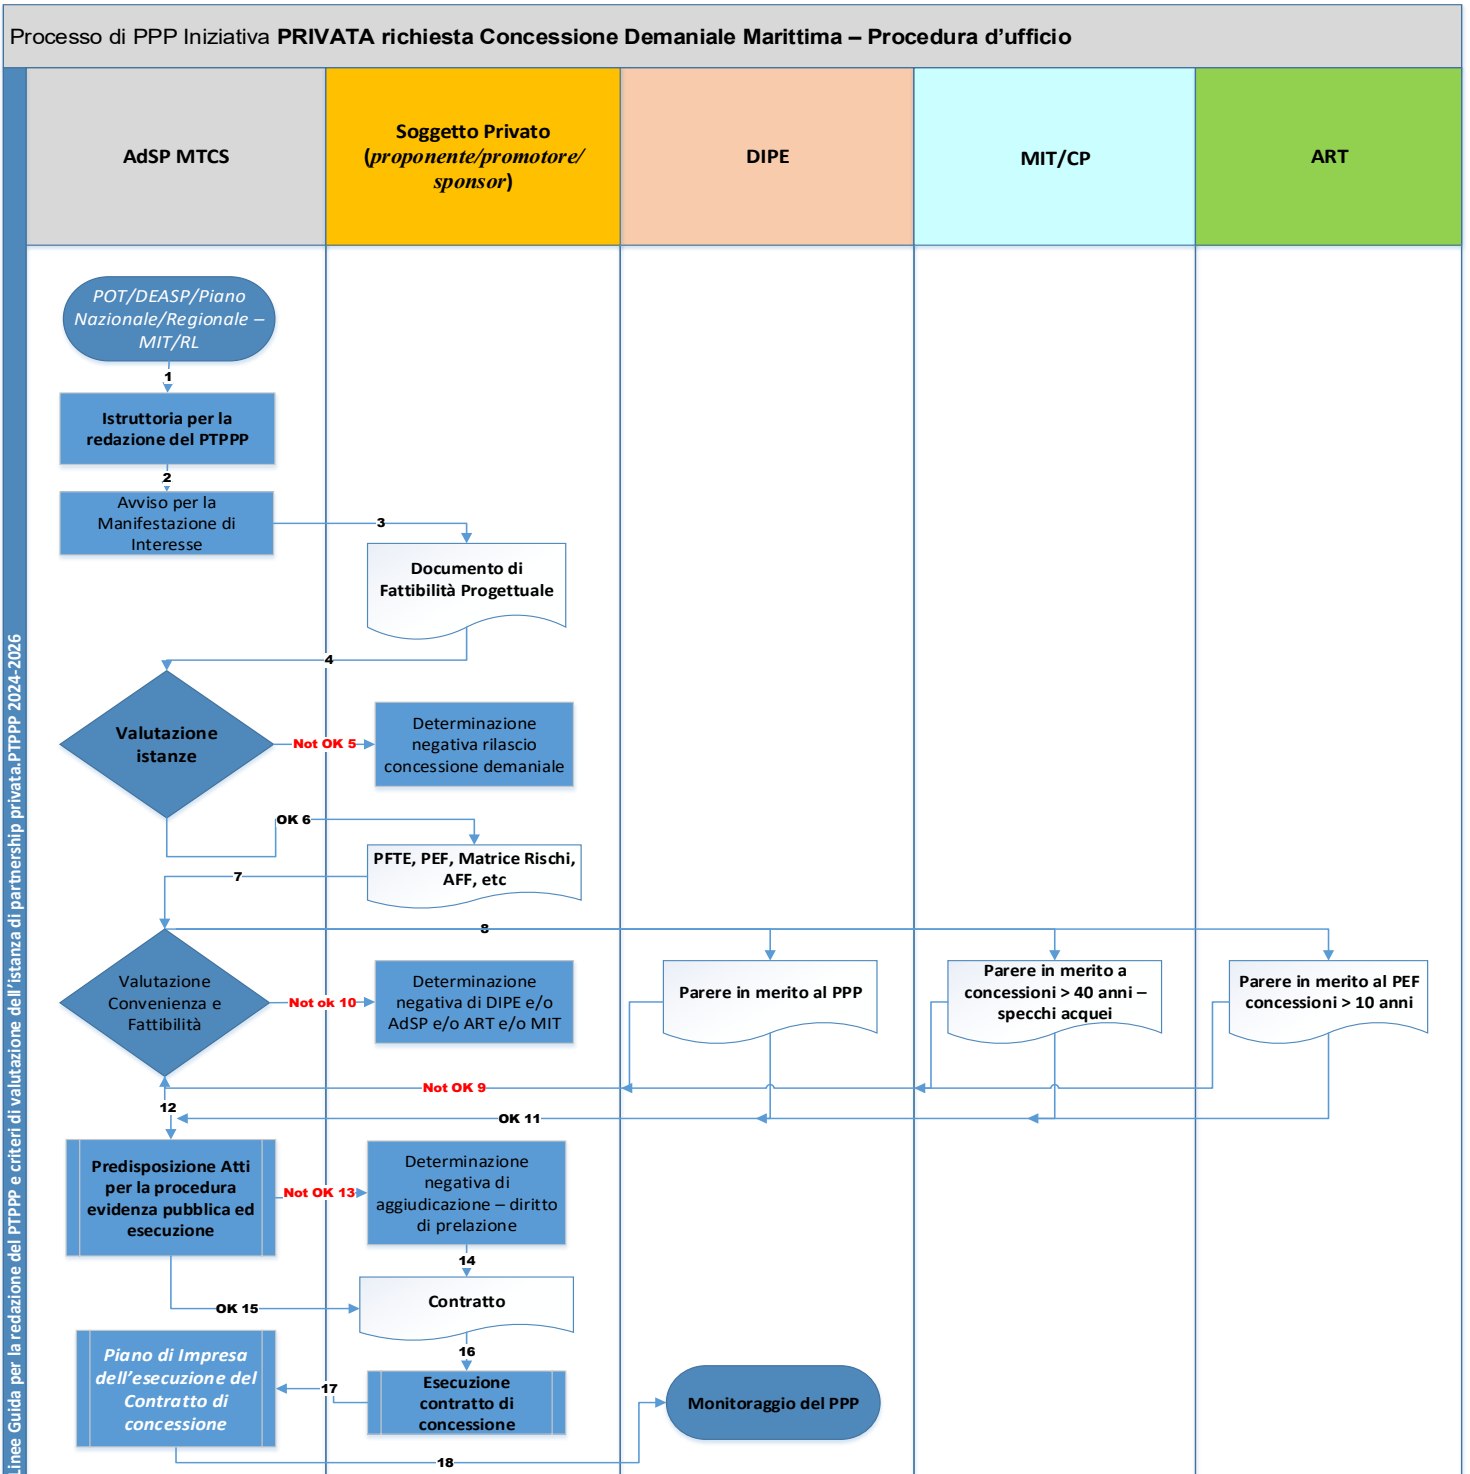 Processo di PPP Iniziativa PRIVATA richiesta Concessione Demaniale Marittima – Procedura d’ufficio
Linee Guida per la redazione del PTPPP e criteri di valutazione dell’istanza di partnership privata.PTPPP 2024-2026
AdSP MTCS
Soggetto Privato
(proponente/promotore/
sponsor)
DIPE
MIT/CP
ART
POT/DEASP/Piano
Nazionale/Regionale –
MIT/RL
1
Istruttoria per la
redazione del PTPPP
2
Avviso per la
Manifestazione di
Interesse
3
Documento di
Fattibilità Progettuale
4
Valutazione
istanze
Not OK 5
Determinazione
negativa rilascio
concessione demaniale
OK 6
PFTE, PEF, Matrice Rischi,
AFF, etc
7
8
Valutazione
Convenienza e
Fattibilità
Not ok 10
Determinazione
negativa di DIPE e/o
AdSP e/o ART e/o MIT
Parere in merito al PPP
Parere in merito a
concessioni > 40 anni –
specchi acquei
Parere in merito al PEF
concessioni > 10 anni
Not OK 9
12
OK 11
Predisposizione Atti
per la procedura
evidenza pubblica ed
esecuzione
Not OK 13
Determinazione
negativa di
aggiudicazione – diritto
di prelazione
14
OK 15
Contratto
16
Piano di Impresa
dell’esecuzione del
Contratto di
concessione
17
Esecuzione
contratto di
concessione
Monitoraggio del PPP
18